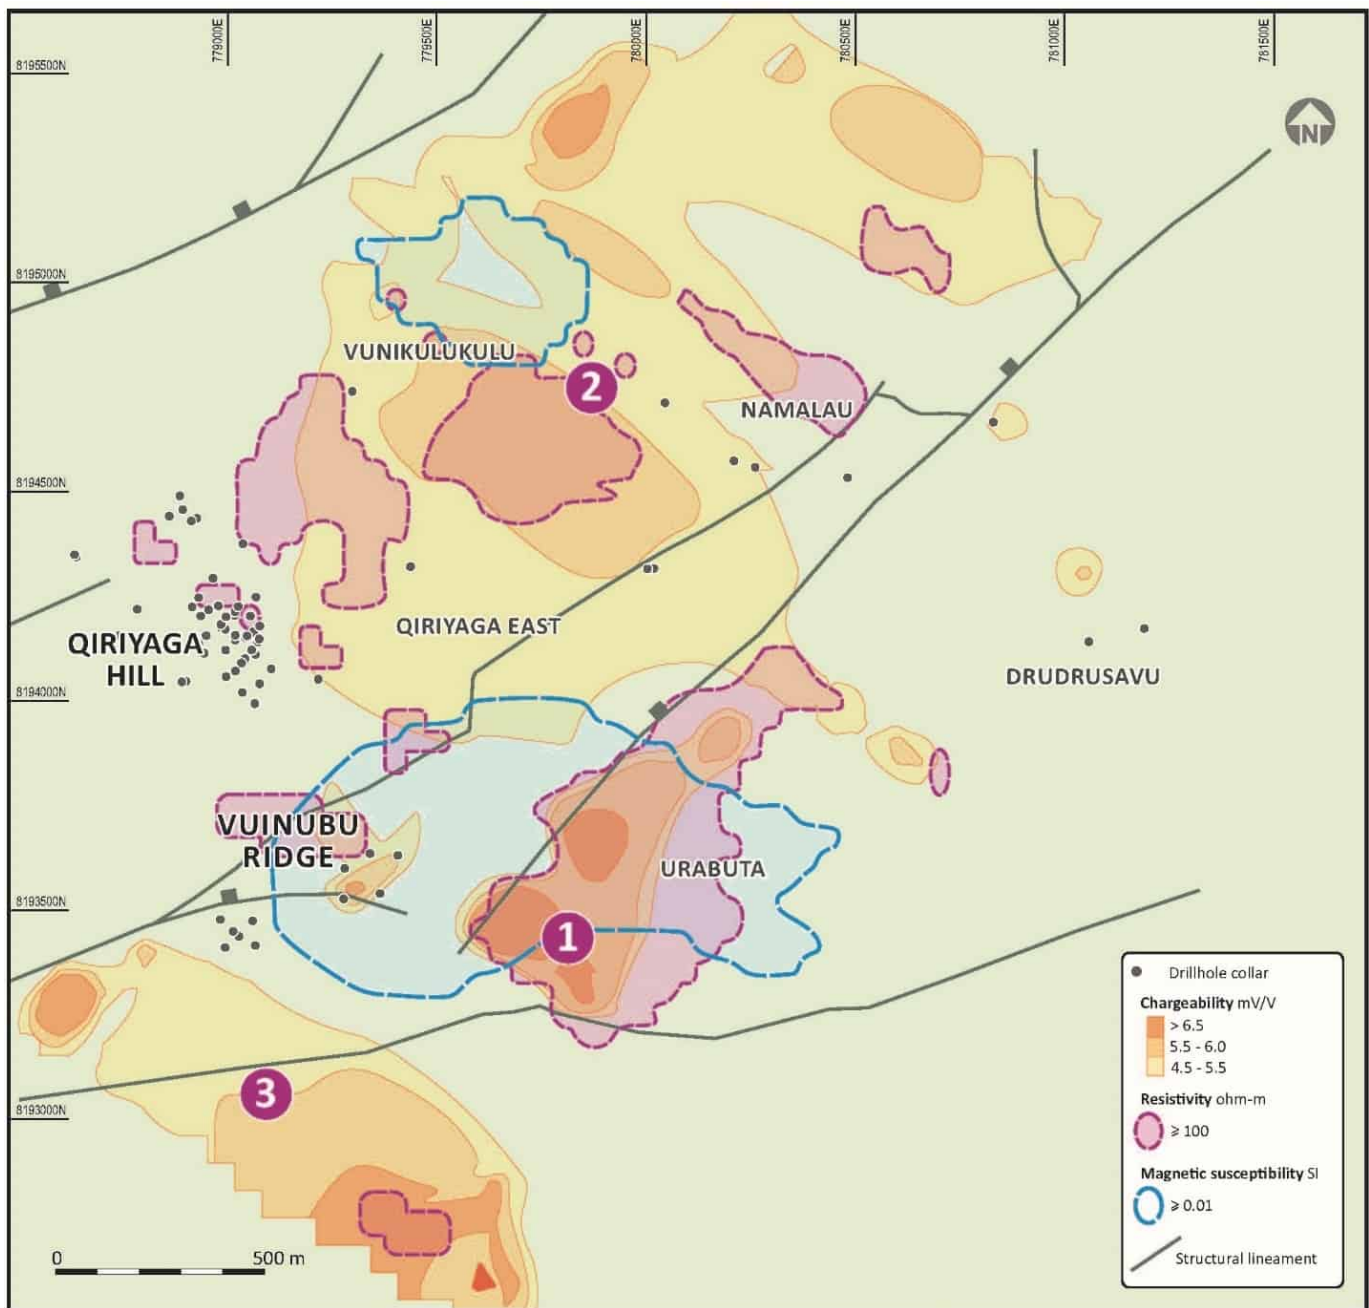 779000E
779500E
780000E
780500E
781000E
781500E
8195500N
N
8195000N
VUNIKULUKULU
2
NAMALAU
8194500N
QIRIYAGA EAST
QIRIYAGA
HILL
DRUDRUSAVU
8194000N
VUINUBU
RIDGE
URABUTA
8193500N
1
3
8193000N
0 500 m
Drillhole collar
Chargeability mV/V
> 6.5
5.5 - 6.0
4.5 - 5.5
Resistivity ohm-m
⩾ 100
Magnetic susceptibility SI
⩾ 0.01
Structural lineament